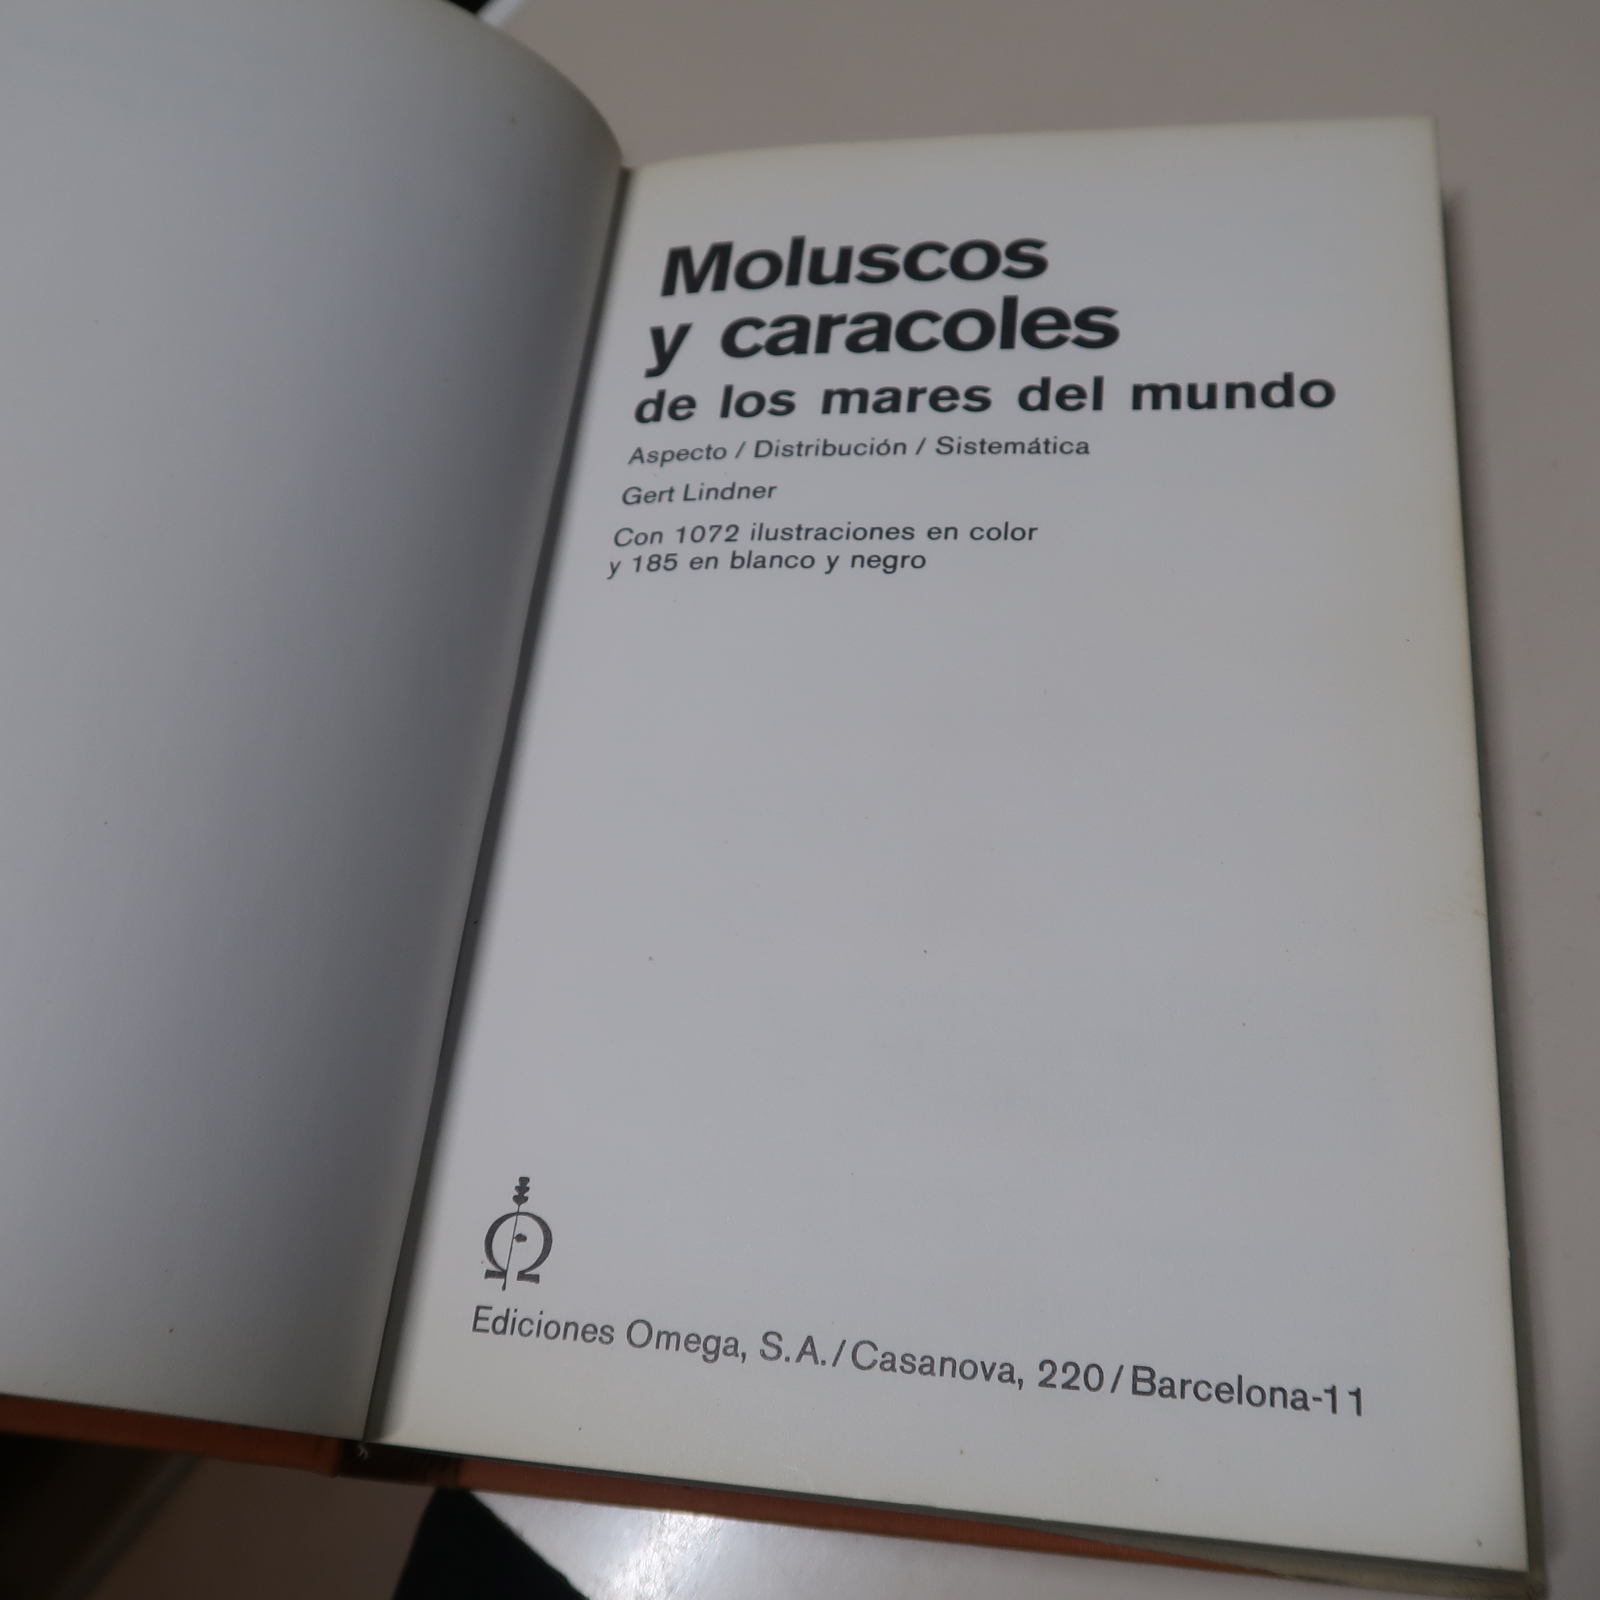 Moluscos
y caracoles
de los mares del mundo
Aspecto / Distribución / Sistemática
Gert Lindner
Con 1072 ilustraciones en color
y 185 en blanco y negro
Ediciones Omega, S.A./Casanova, 220/Barcelona-11